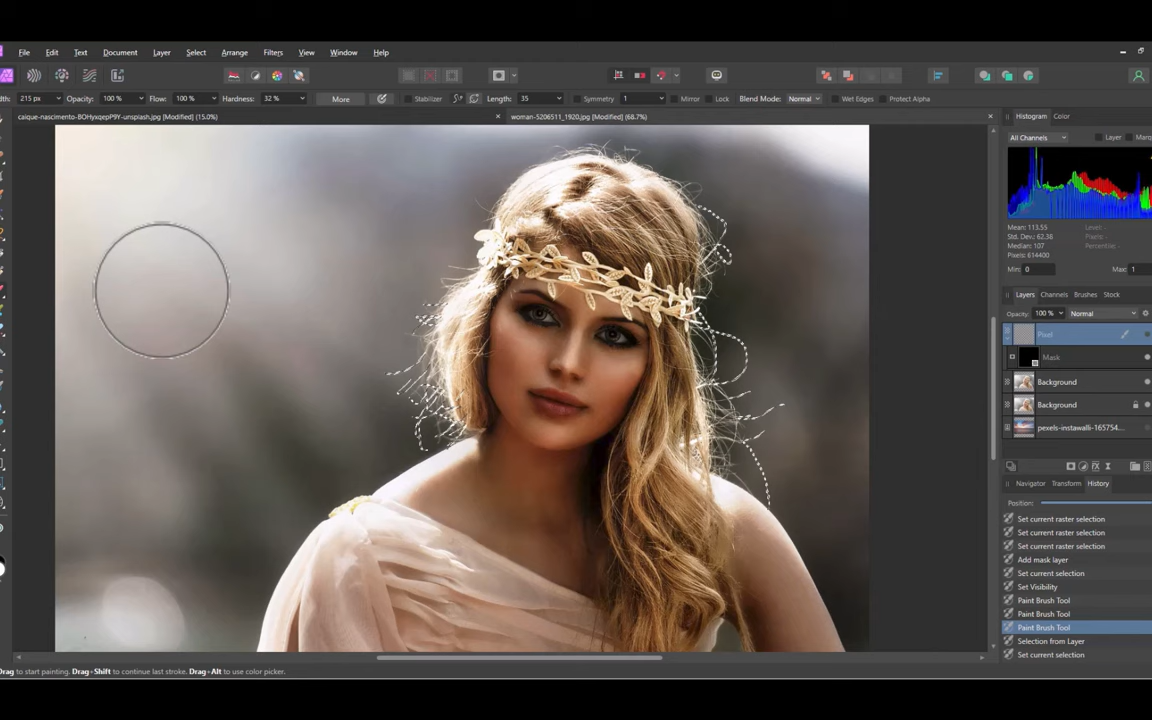 File Edit Text Document Layer Select Arrange Filters View Window Help
dth: 215 px Opacity: 100 % Flow: 100 % Hardness: 32 % More Stabilizer Length: 35 Symmetry 1 Mirror Lock Blend Mode: Normal Wet Edges Protect Alpha
caique-nascimento-BOHyxqepP9Y-unsplash.jpg [Modified] (15.0%) woman-5206511_1920.jpg [Modified] (68.7%)
Histogram Color
All Channels Layer Marq
Mean: 113.55 Level: -
Std. Dev.: 62.38 Pixels: -
Median: 107 Percentile: -
Pixels: 614400
Min: 0 Max: 1
Layers Channels Brushes Stock
Opacity: 100 % Normal
Pixel
Mask
Background
Background
pexels-instawalli-165754...
Navigator Transform History
Position:
Set current raster selection
Set current raster selection
Set current raster selection
Add mask layer
Set current selection
Set Visibility
Paint Brush Tool
Paint Brush Tool
Paint Brush Tool
Selection from Layer
Set current selection
Drag to start painting. Drag+Shift to continue last stroke. Drag+Alt to use color picker.